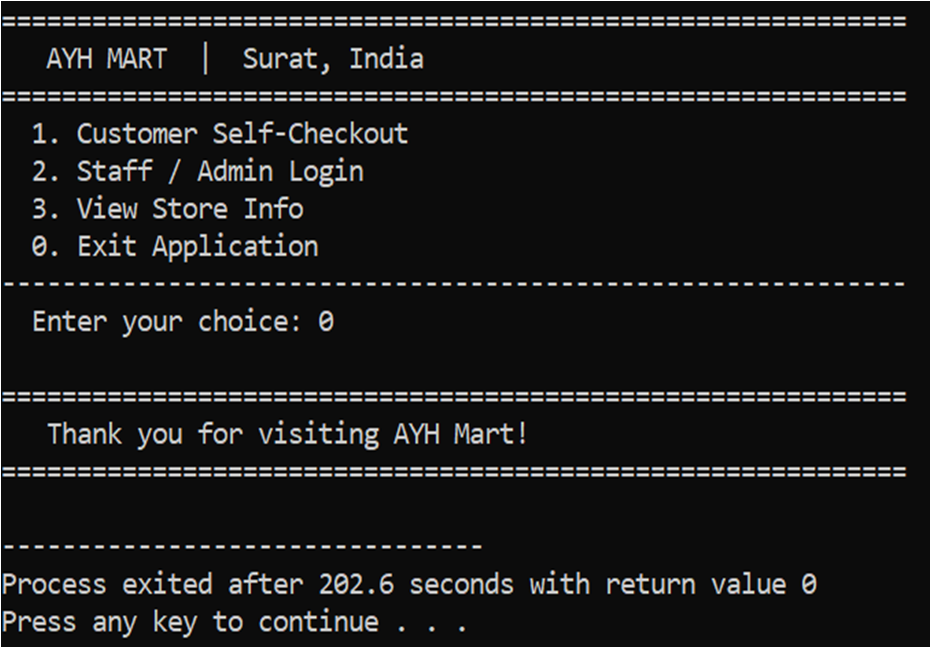 ============================================================
   AYH MART  |  Surat, India
============================================================
  1. Customer Self-Checkout
  2. Staff / Admin Login
  3. View Store Info
  0. Exit Application
------------------------------------------------------------
  Enter your choice: 0

============================================================
   Thank you for visiting AYH Mart!
============================================================

--------------------------------
Process exited after 202.6 seconds with return value 0
Press any key to continue . . .